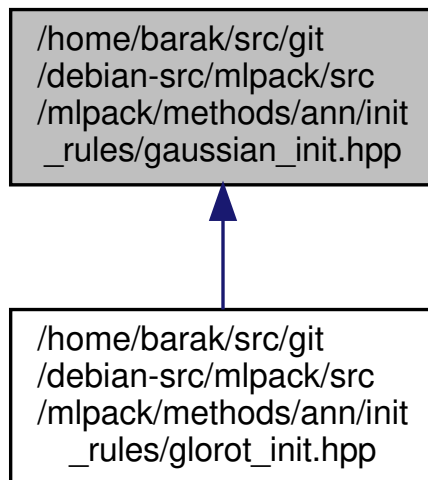 /home/barak/src/git
/debian-src/mlpack/src
/mlpack/methods/ann/init
_rules/gaussian_init.hpp
/home/barak/src/git
/debian-src/mlpack/src
/mlpack/methods/ann/init
_rules/glorot_init.hpp